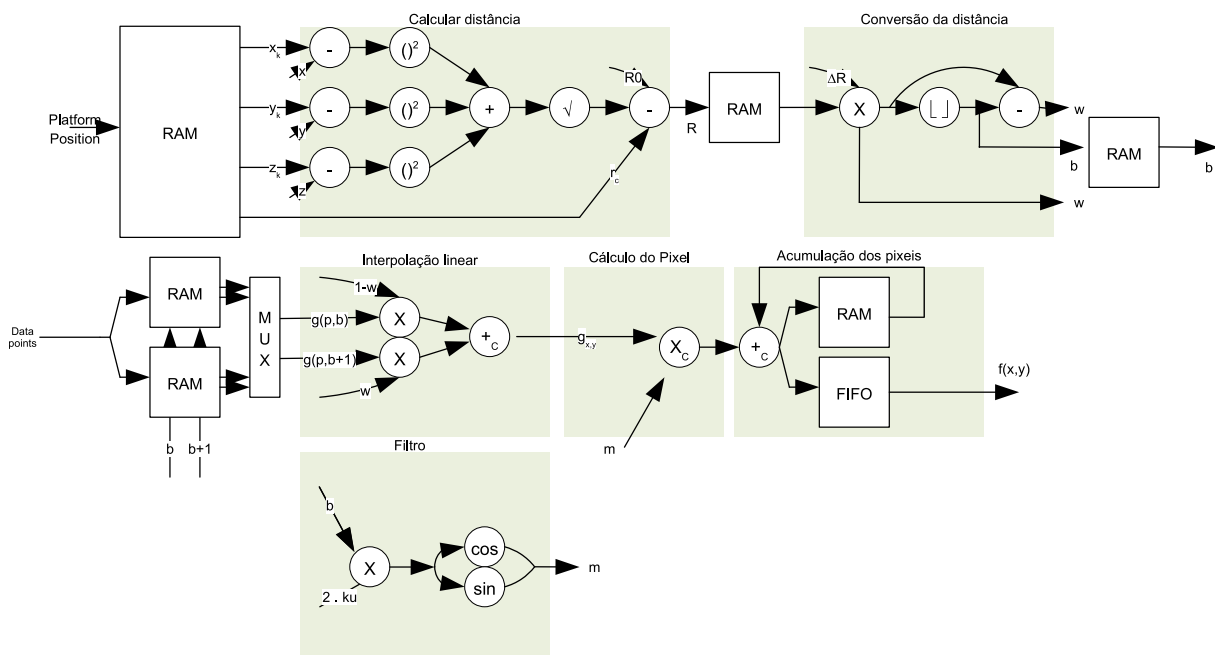 Calcular distância
Conversão da distância
Platform
Position
RAM
x_k
x
-
()²
y_k
y
-
()²
z_k
z
-
()²
+
√
R0
-
r_c
R
RAM
ΔR
X
⌊ ⌋
-
w
b
w
RAM
b
Interpolação linear
Cálculo do Pixel
Acumulação dos pixeis
Data
points
RAM
RAM
b
b+1
M
U
X
1-w
g(p,b)
X
g(p,b+1)
X
w
+_C
g_x,y
X_C
m
+_C
RAM
FIFO
f(x,y)
Filtro
b
X
2 . ku
cos
sin
m